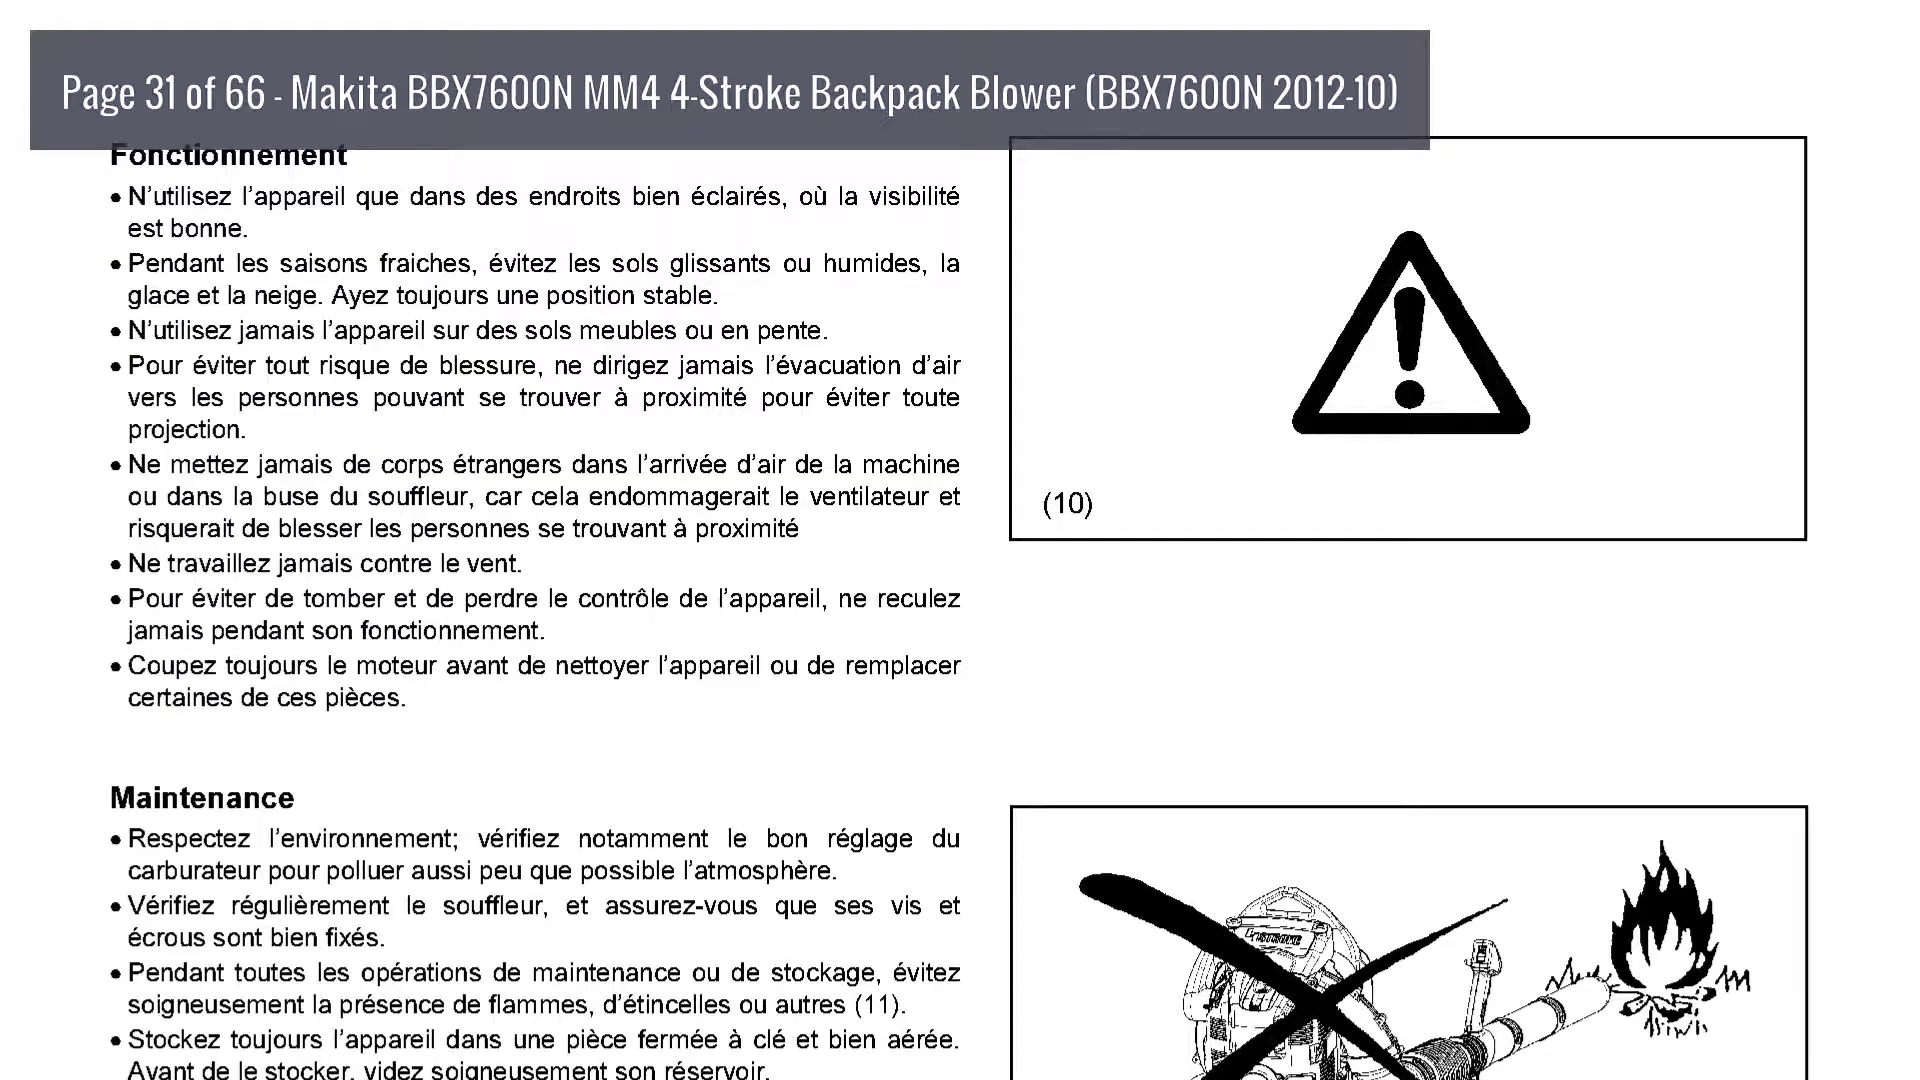 Page 31 of 66 - Makita BBX7600N MM4 4-Stroke Backpack Blower (BBX7600N 2012-10)
Fonctionnement
• N’utilisez l’appareil que dans des endroits bien éclairés, où la visibilité
est bonne.
• Pendant les saisons fraiches, évitez les sols glissants ou humides, la
glace et la neige. Ayez toujours une position stable.
• N’utilisez jamais l’appareil sur des sols meubles ou en pente.
• Pour éviter tout risque de blessure, ne dirigez jamais l’évacuation d’air
vers les personnes pouvant se trouver à proximité pour éviter toute
projection.
• Ne mettez jamais de corps étrangers dans l’arrivée d’air de la machine
ou dans la buse du souffleur, car cela endommagerait le ventilateur et
risquerait de blesser les personnes se trouvant à proximité
• Ne travaillez jamais contre le vent.
• Pour éviter de tomber et de perdre le contrôle de l’appareil, ne reculez
jamais pendant son fonctionnement.
• Coupez toujours le moteur avant de nettoyer l’appareil ou de remplacer
certaines de ces pièces.
(10)
Maintenance
• Respectez l’environnement; vérifiez notamment le bon réglage du
carburateur pour polluer aussi peu que possible l’atmosphère.
• Vérifiez régulièrement le souffleur, et assurez-vous que ses vis et
écrous sont bien fixés.
• Pendant toutes les opérations de maintenance ou de stockage, évitez
soigneusement la présence de flammes, d’étincelles ou autres (11).
• Stockez toujours l’appareil dans une pièce fermée à clé et bien aérée.
Avant de le stocker, videz soigneusement son réservoir.